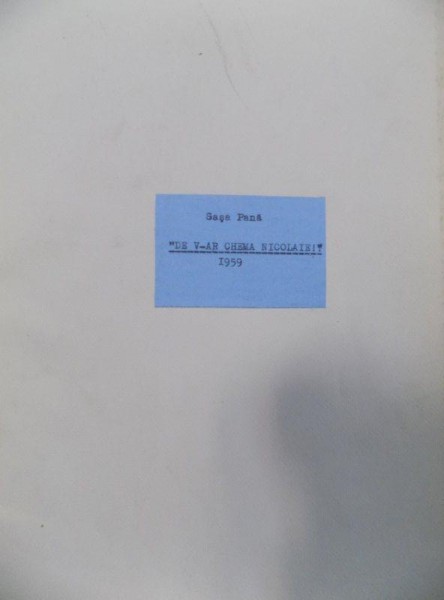 Saşa Pană
"DE V-AR CHEMA NICOLAIE!"
1959